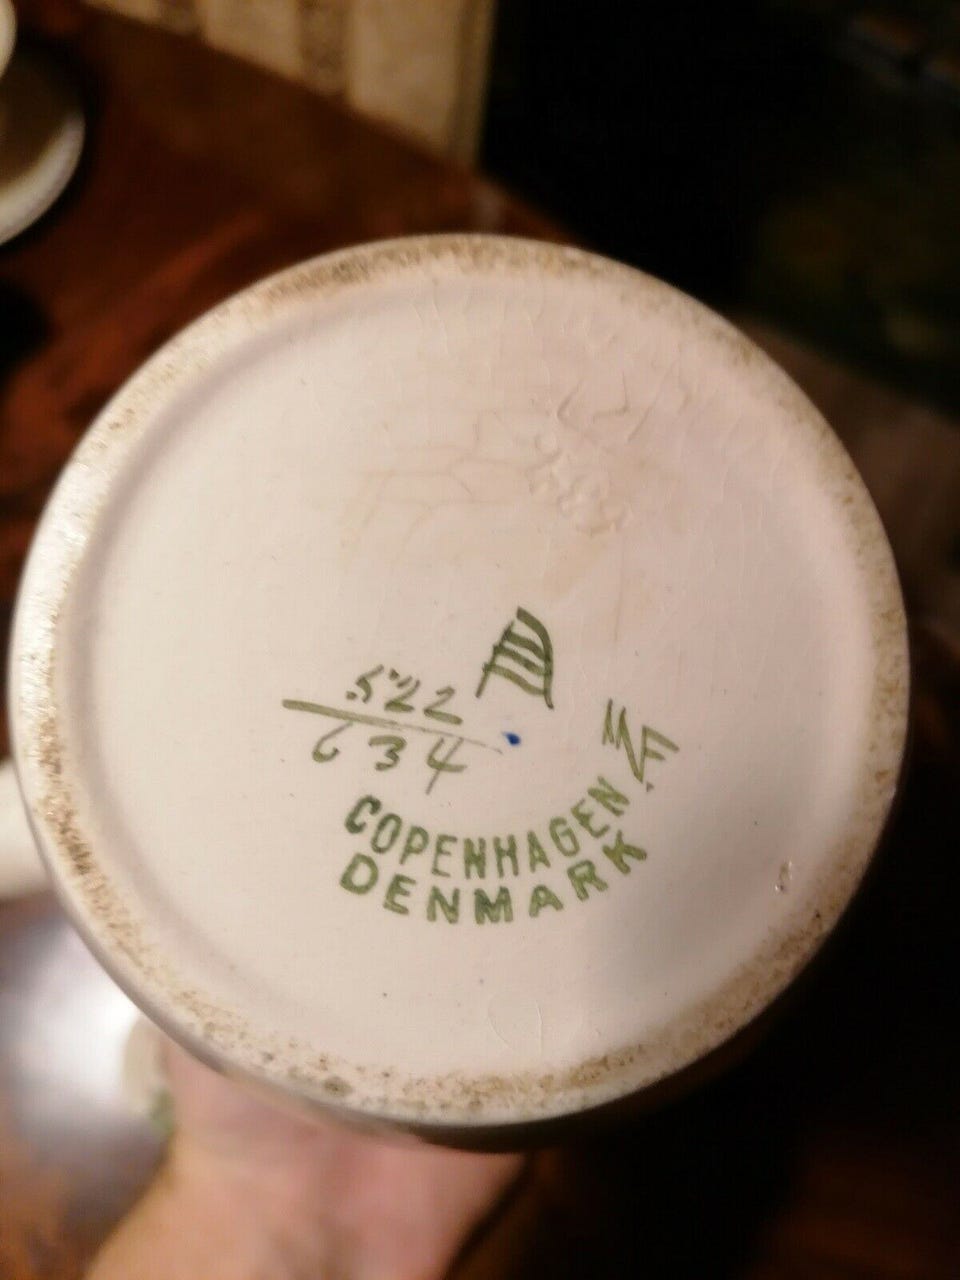 522
634
COPENHAGEN
DENMARK